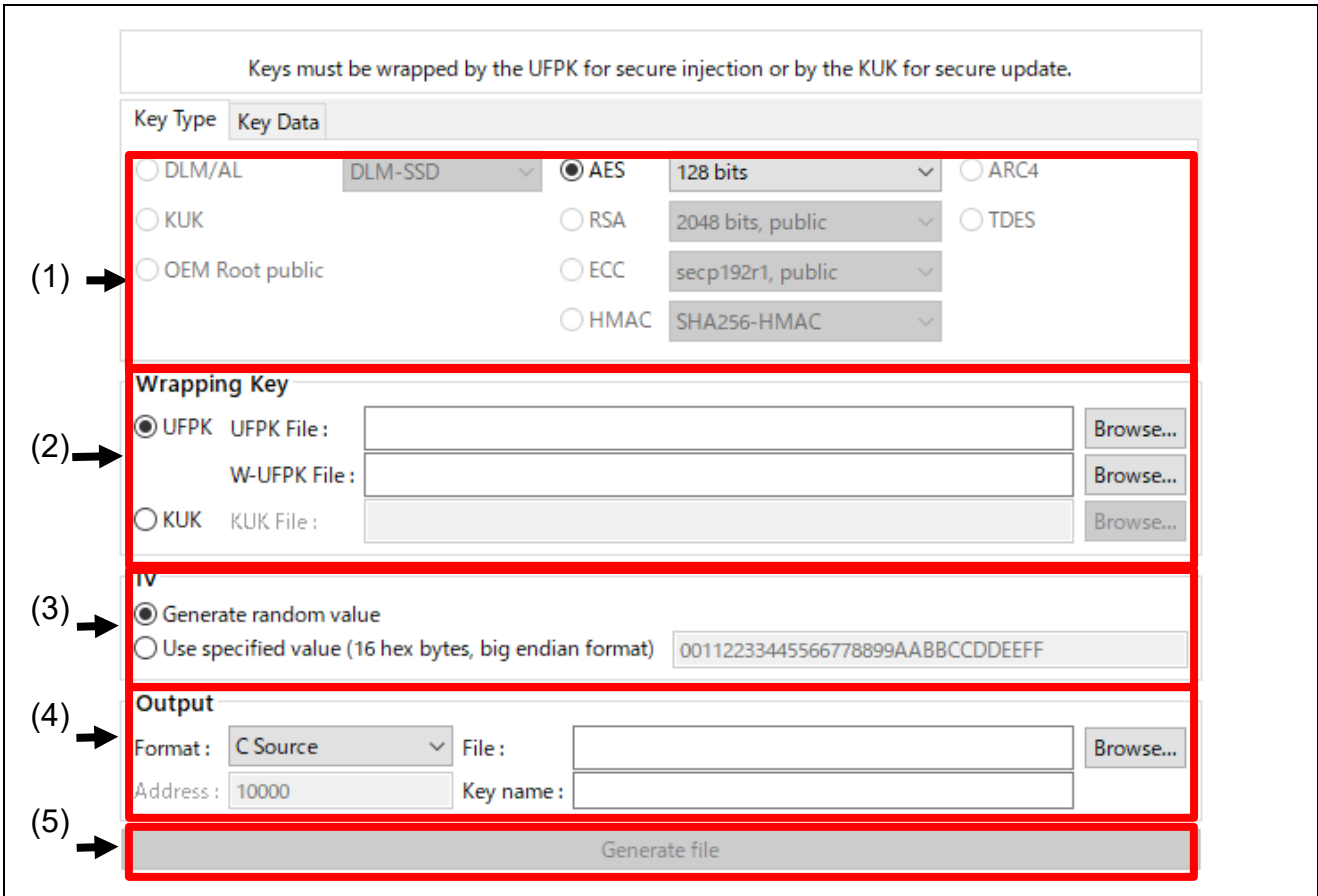 Keys must be wrapped by the UFPK for secure injection or by the KUK for secure update.
Key Type Key Data
DLM/AL DLM-SSD AES 128 bits ARC4
KUK RSA 2048 bits, public TDES
(1) OEM Root public ECC secp192r1, public
HMAC SHA256-HMAC
Wrapping Key
(2) UFPK UFPK File : Browse...
W-UFPK File : Browse...
KUK KUK File : Browse...
IV
(3) Generate random value
Use specified value (16 hex bytes, big endian format) 00112233445566778899AABBCCDDEEFF
Output
(4) Format : C Source File : Browse...
Address : 10000 Key name :
(5) Generate file